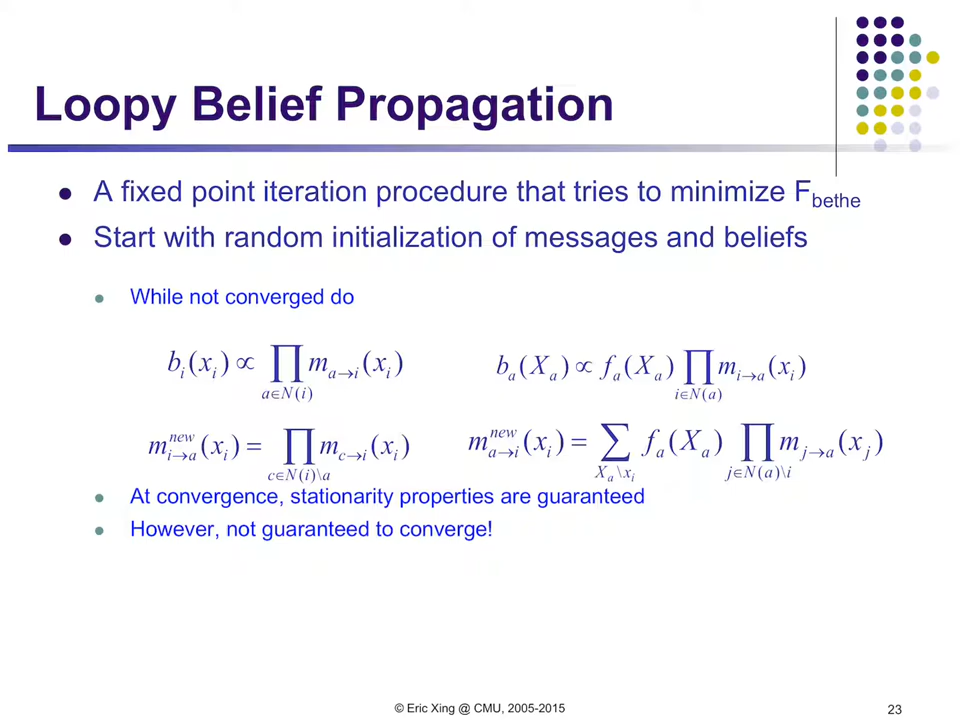 Loopy Belief Propagation
● A fixed point iteration procedure that tries to minimize F_bethe
● Start with random initialization of messages and beliefs
● While not converged do
b_i(x_i) ∝ ∏_{a∈N(i)} m_{a→i}(x_i)
b_a(X_a) ∝ f_a(X_a) ∏_{i∈N(a)} m_{i→a}(x_i)
m^{new}_{i→a}(x_i) = ∏_{c∈N(i)\a} m_{c→i}(x_i)
m^{new}_{a→i}(x_i) = ∑_{X_a\x_i} f_a(X_a) ∏_{j∈N(a)\i} m_{j→a}(x_j)
● At convergence, stationarity properties are guaranteed
● However, not guaranteed to converge!
© Eric Xing @ CMU, 2005-2015
23